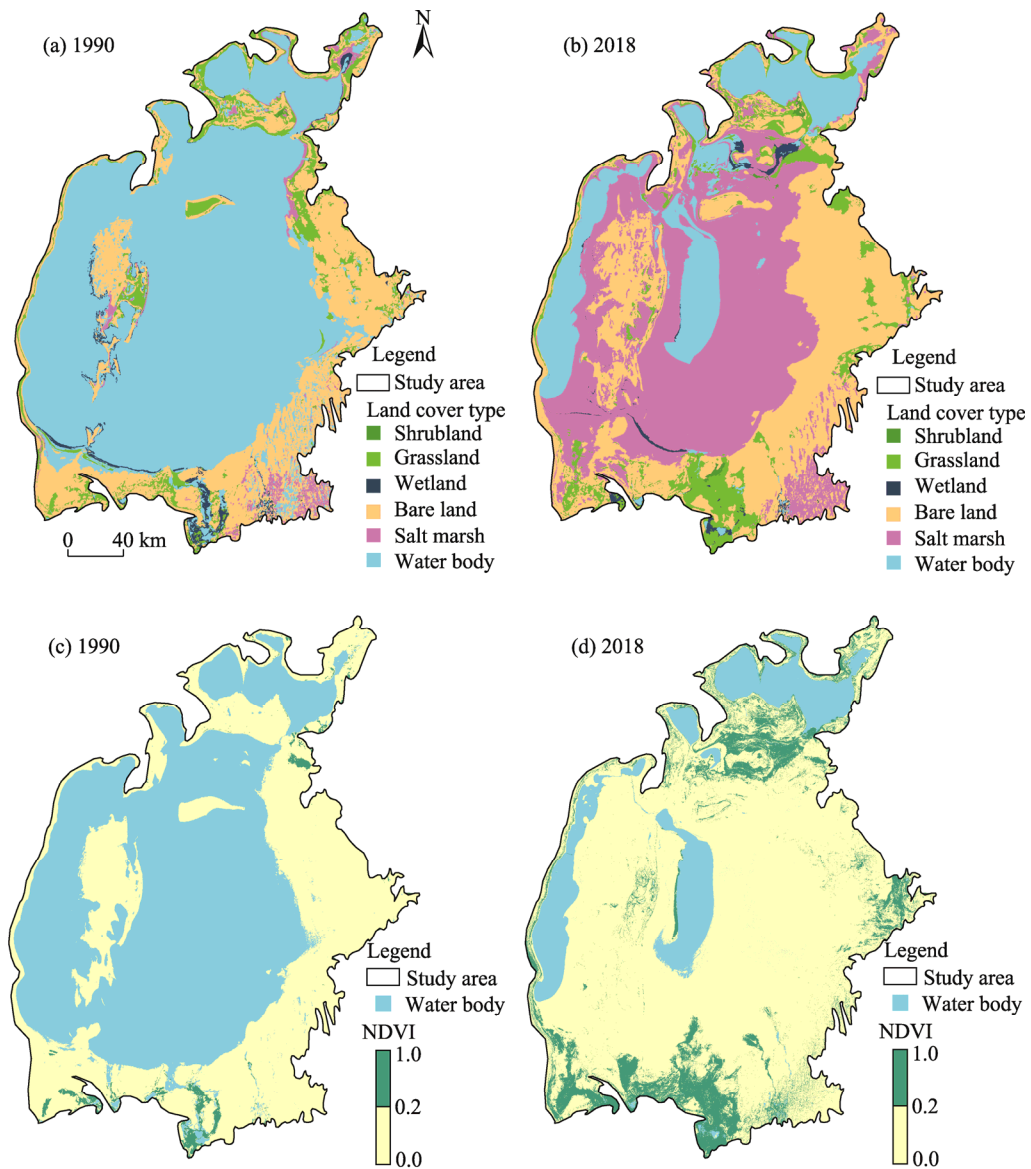 (a) 1990
N
Legend
Study area
Land cover type
Shrubland
Grassland
Wetland
Bare land
Salt marsh
Water body
0 40 km
(b) 2018
Legend
Study area
Land cover type
Shrubland
Grassland
Wetland
Bare land
Salt marsh
Water body
(c) 1990
Legend
Study area
Water body
NDVI
1.0
0.2
0.0
(d) 2018
Legend
Study area
Water body
NDVI
1.0
0.2
0.0